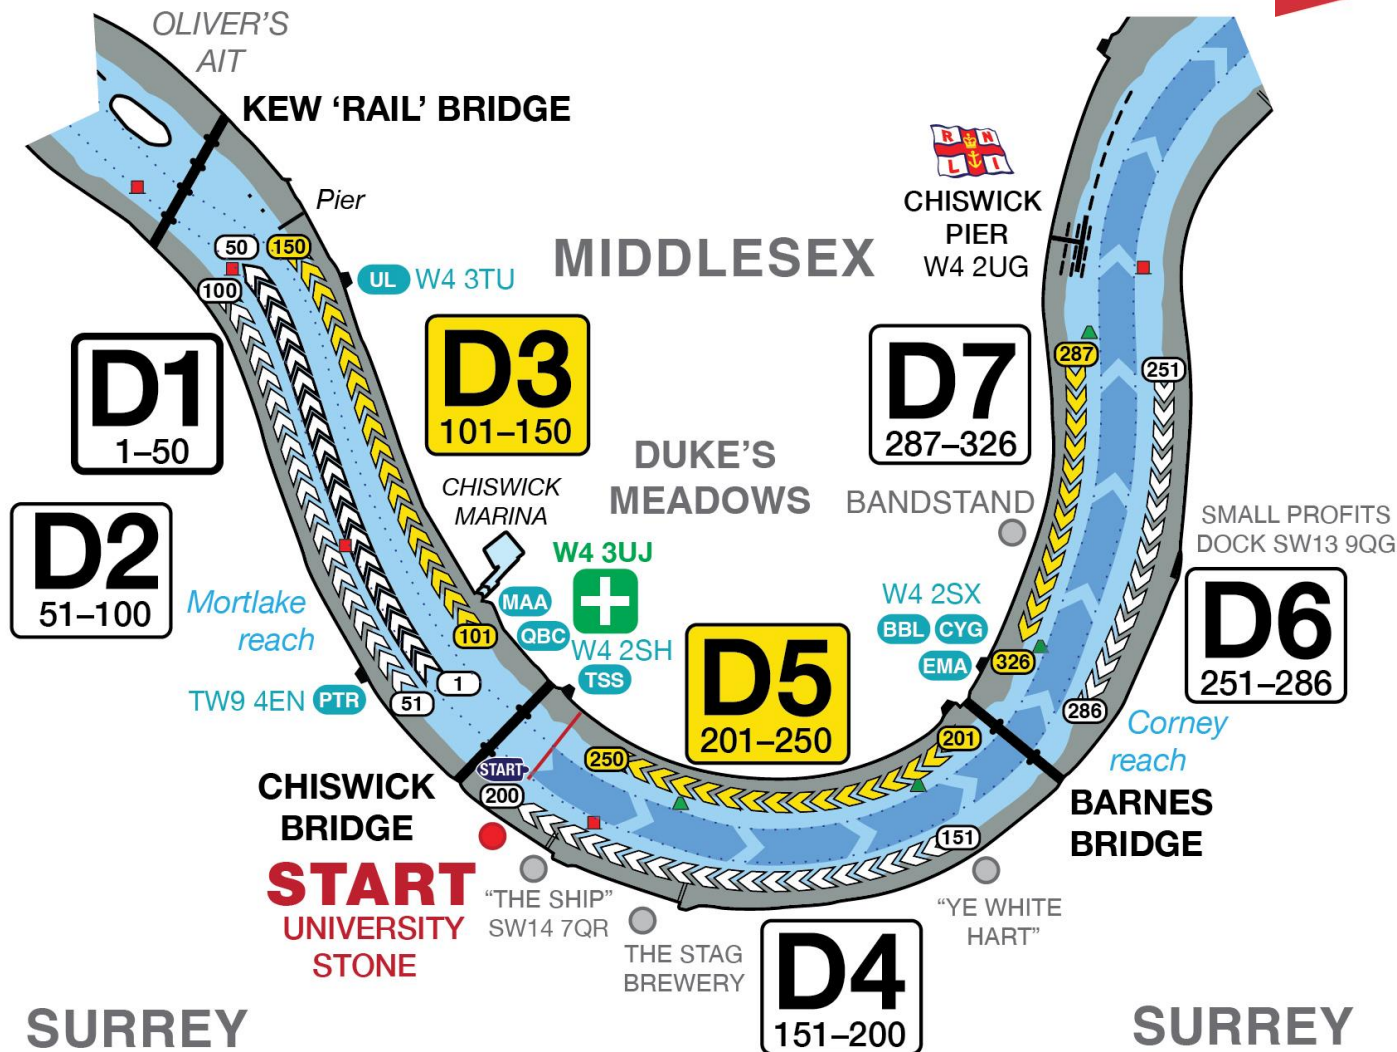 OLIVER'S
AIT
KEW ‘RAIL’ BRIDGE
Pier
50
150
100
UL W4 3TU
MIDDLESEX
R N
L I
CHISWICK
PIER
W4 2UG
D1
1–50
D3
101–150
D7
287–326
287
251
DUKE’S
MEADOWS
CHISWICK
MARINA
BANDSTAND
D2
51–100
W4 3UJ
MAA
QBC
W4 2SH
TSS
SMALL PROFITS
DOCK SW13 9QG
Mortlake
reach
101
W4 2SX
BBL CYG
EMA
326
D6
251–286
TW9 4EN PTR
1
51
D5
201–250
286
Corney
reach
START
200
250
201
CHISWICK
BRIDGE
BARNES
BRIDGE
151
START
UNIVERSITY
STONE
“THE SHIP”
SW14 7QR
THE STAG
BREWERY
“YE WHITE
HART”
D4
151–200
SURREY
SURREY